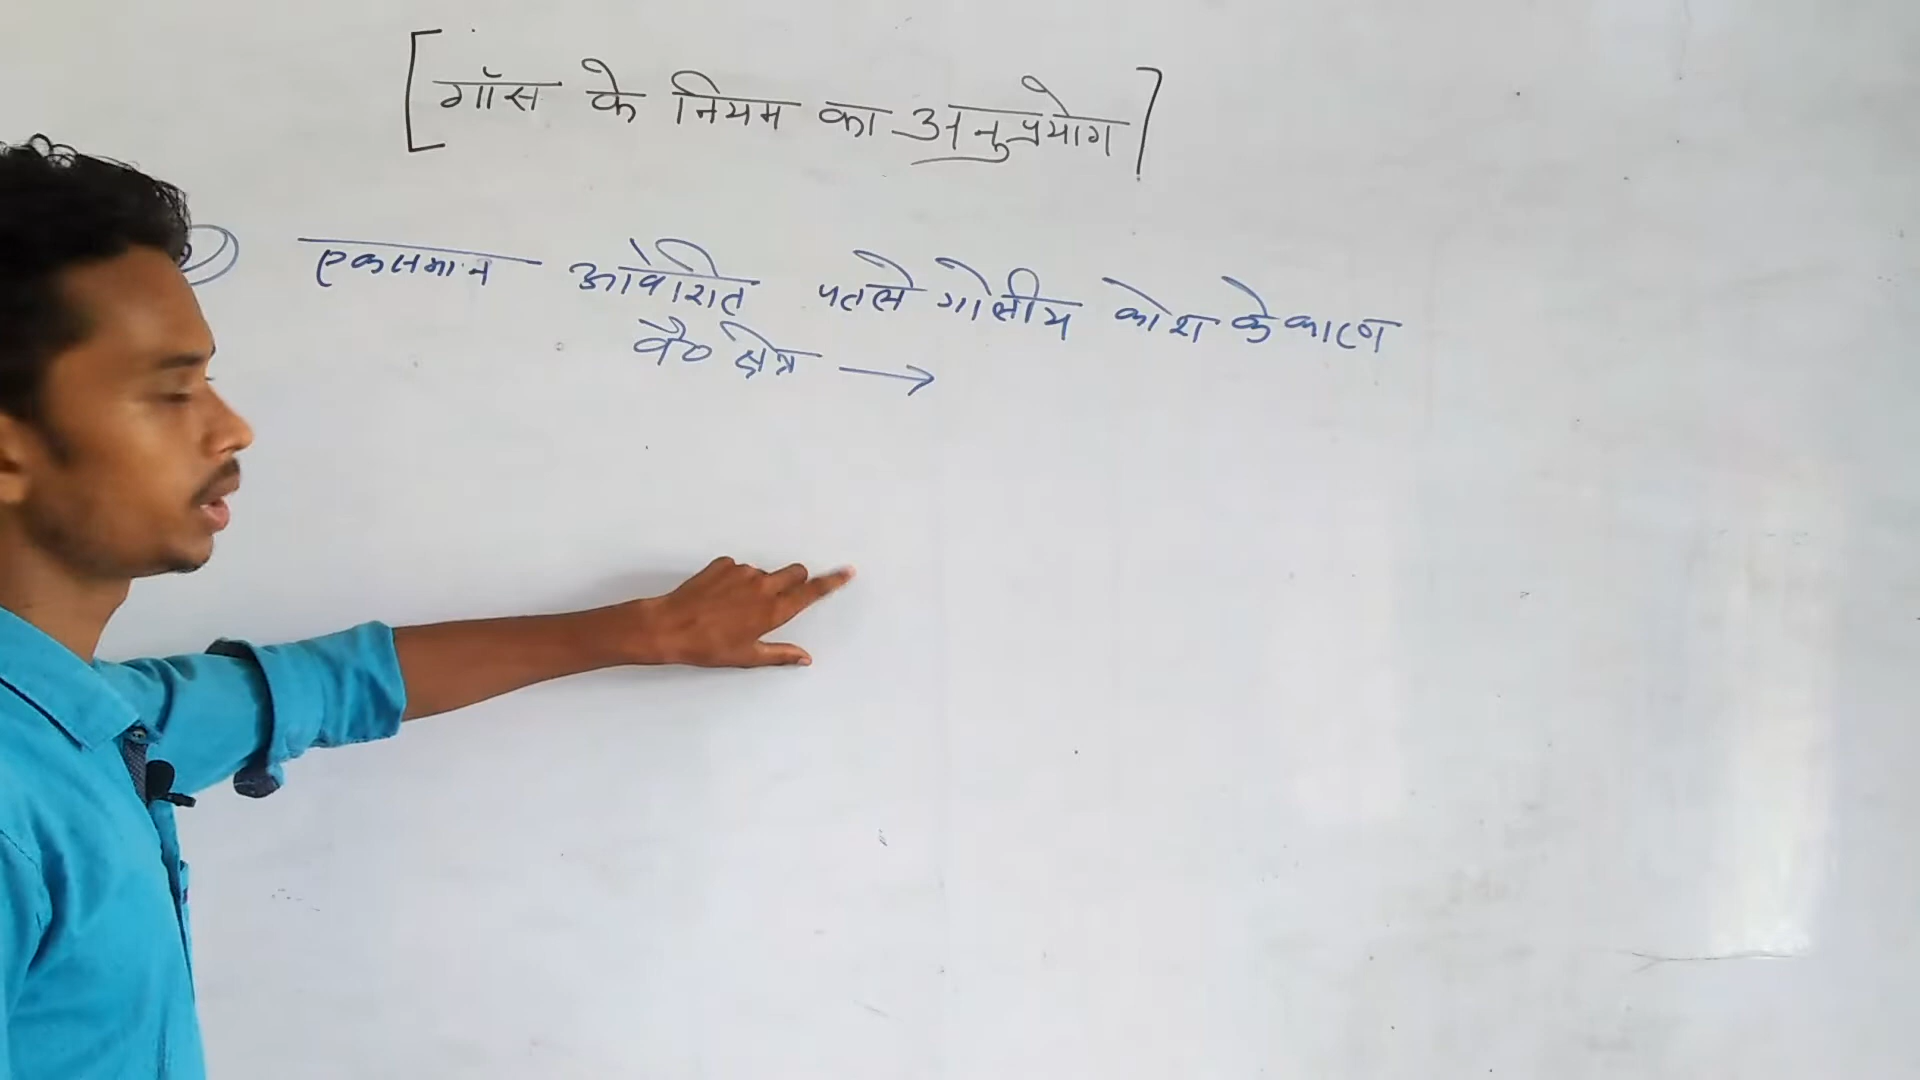 [गॉस के नियम का अनुप्रयोग]
एकसमान आवेशित पतले गोलीय कोश के कारण
वै० क्षेत्र →